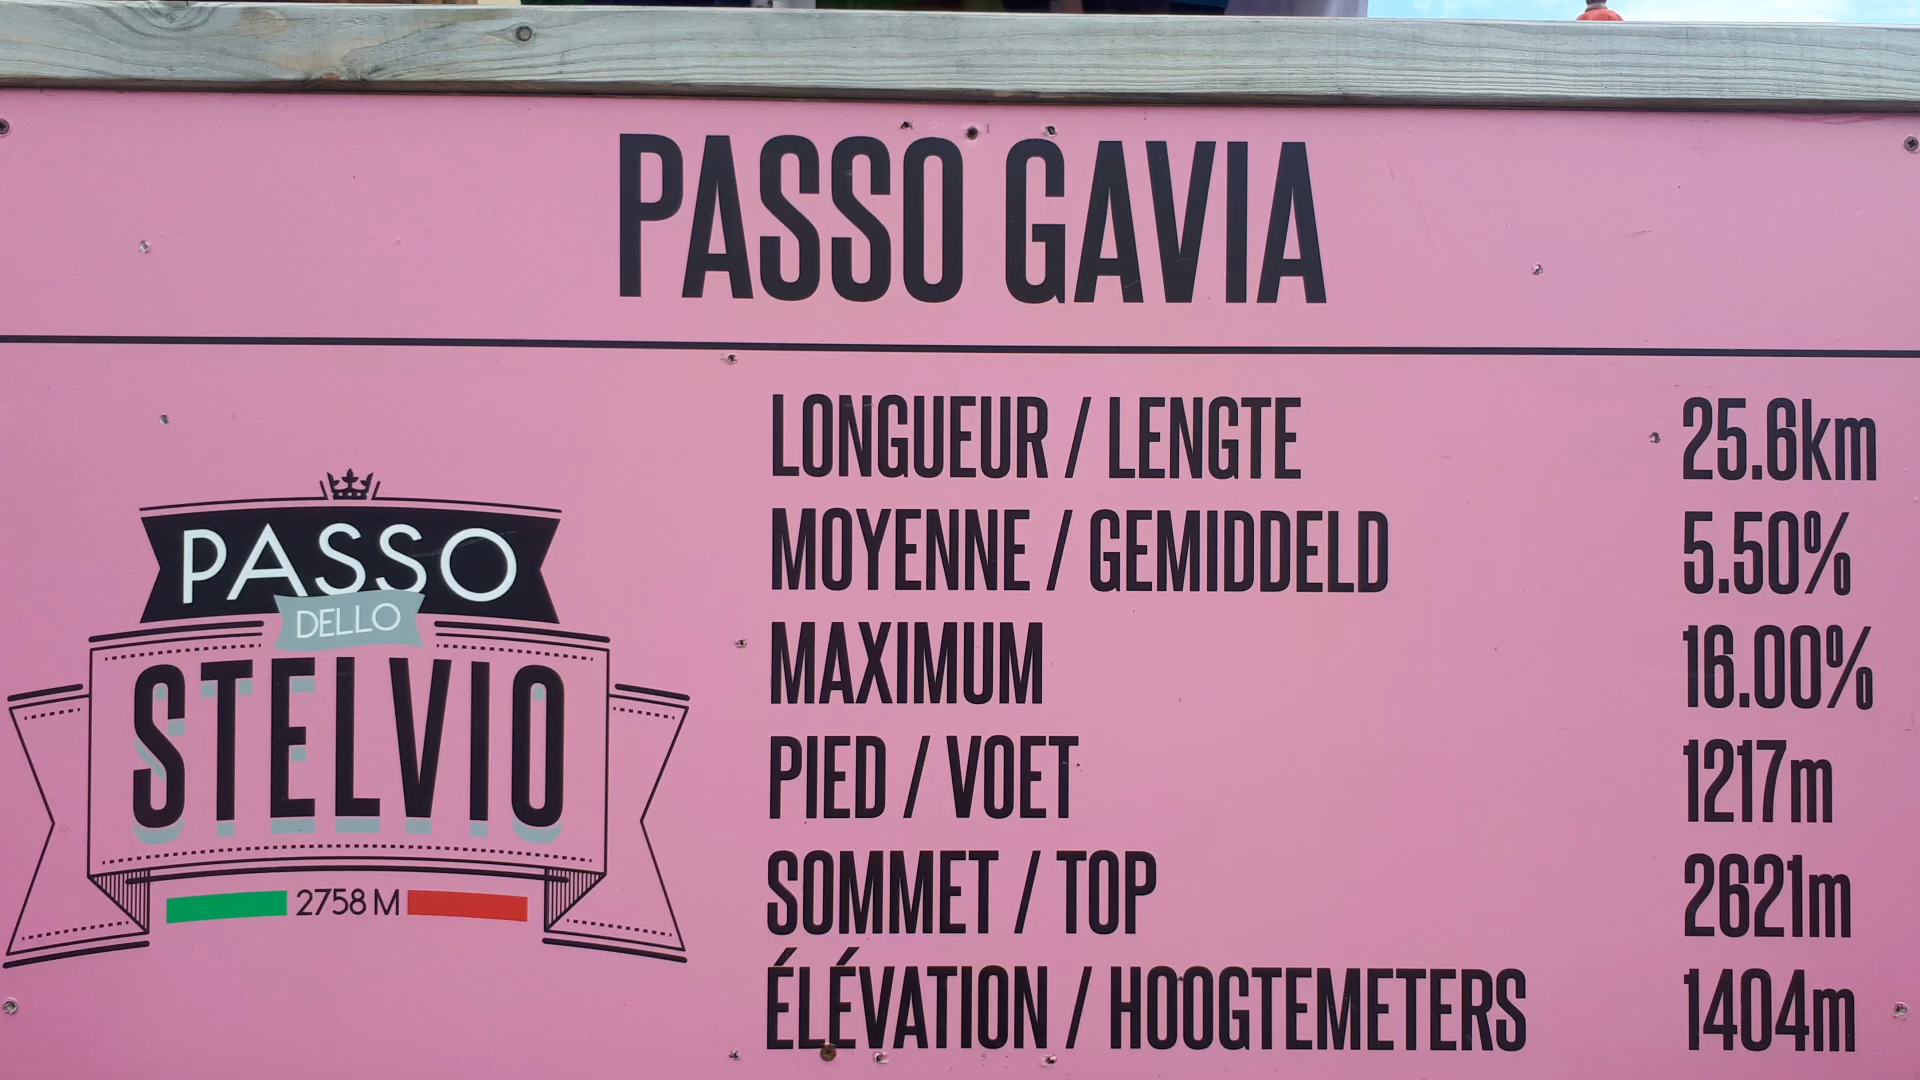 PASSO GAVIA
PASSO
DELLO
STELVIO
2758 M
LONGUEUR / LENGTE 25.6km
MOYENNE / GEMIDDELD 5.50%
MAXIMUM 16.00%
PIED / VOET 1217m
SOMMET / TOP 2621m
ÉLÉVATION / HOOGTEMETERS 1404m